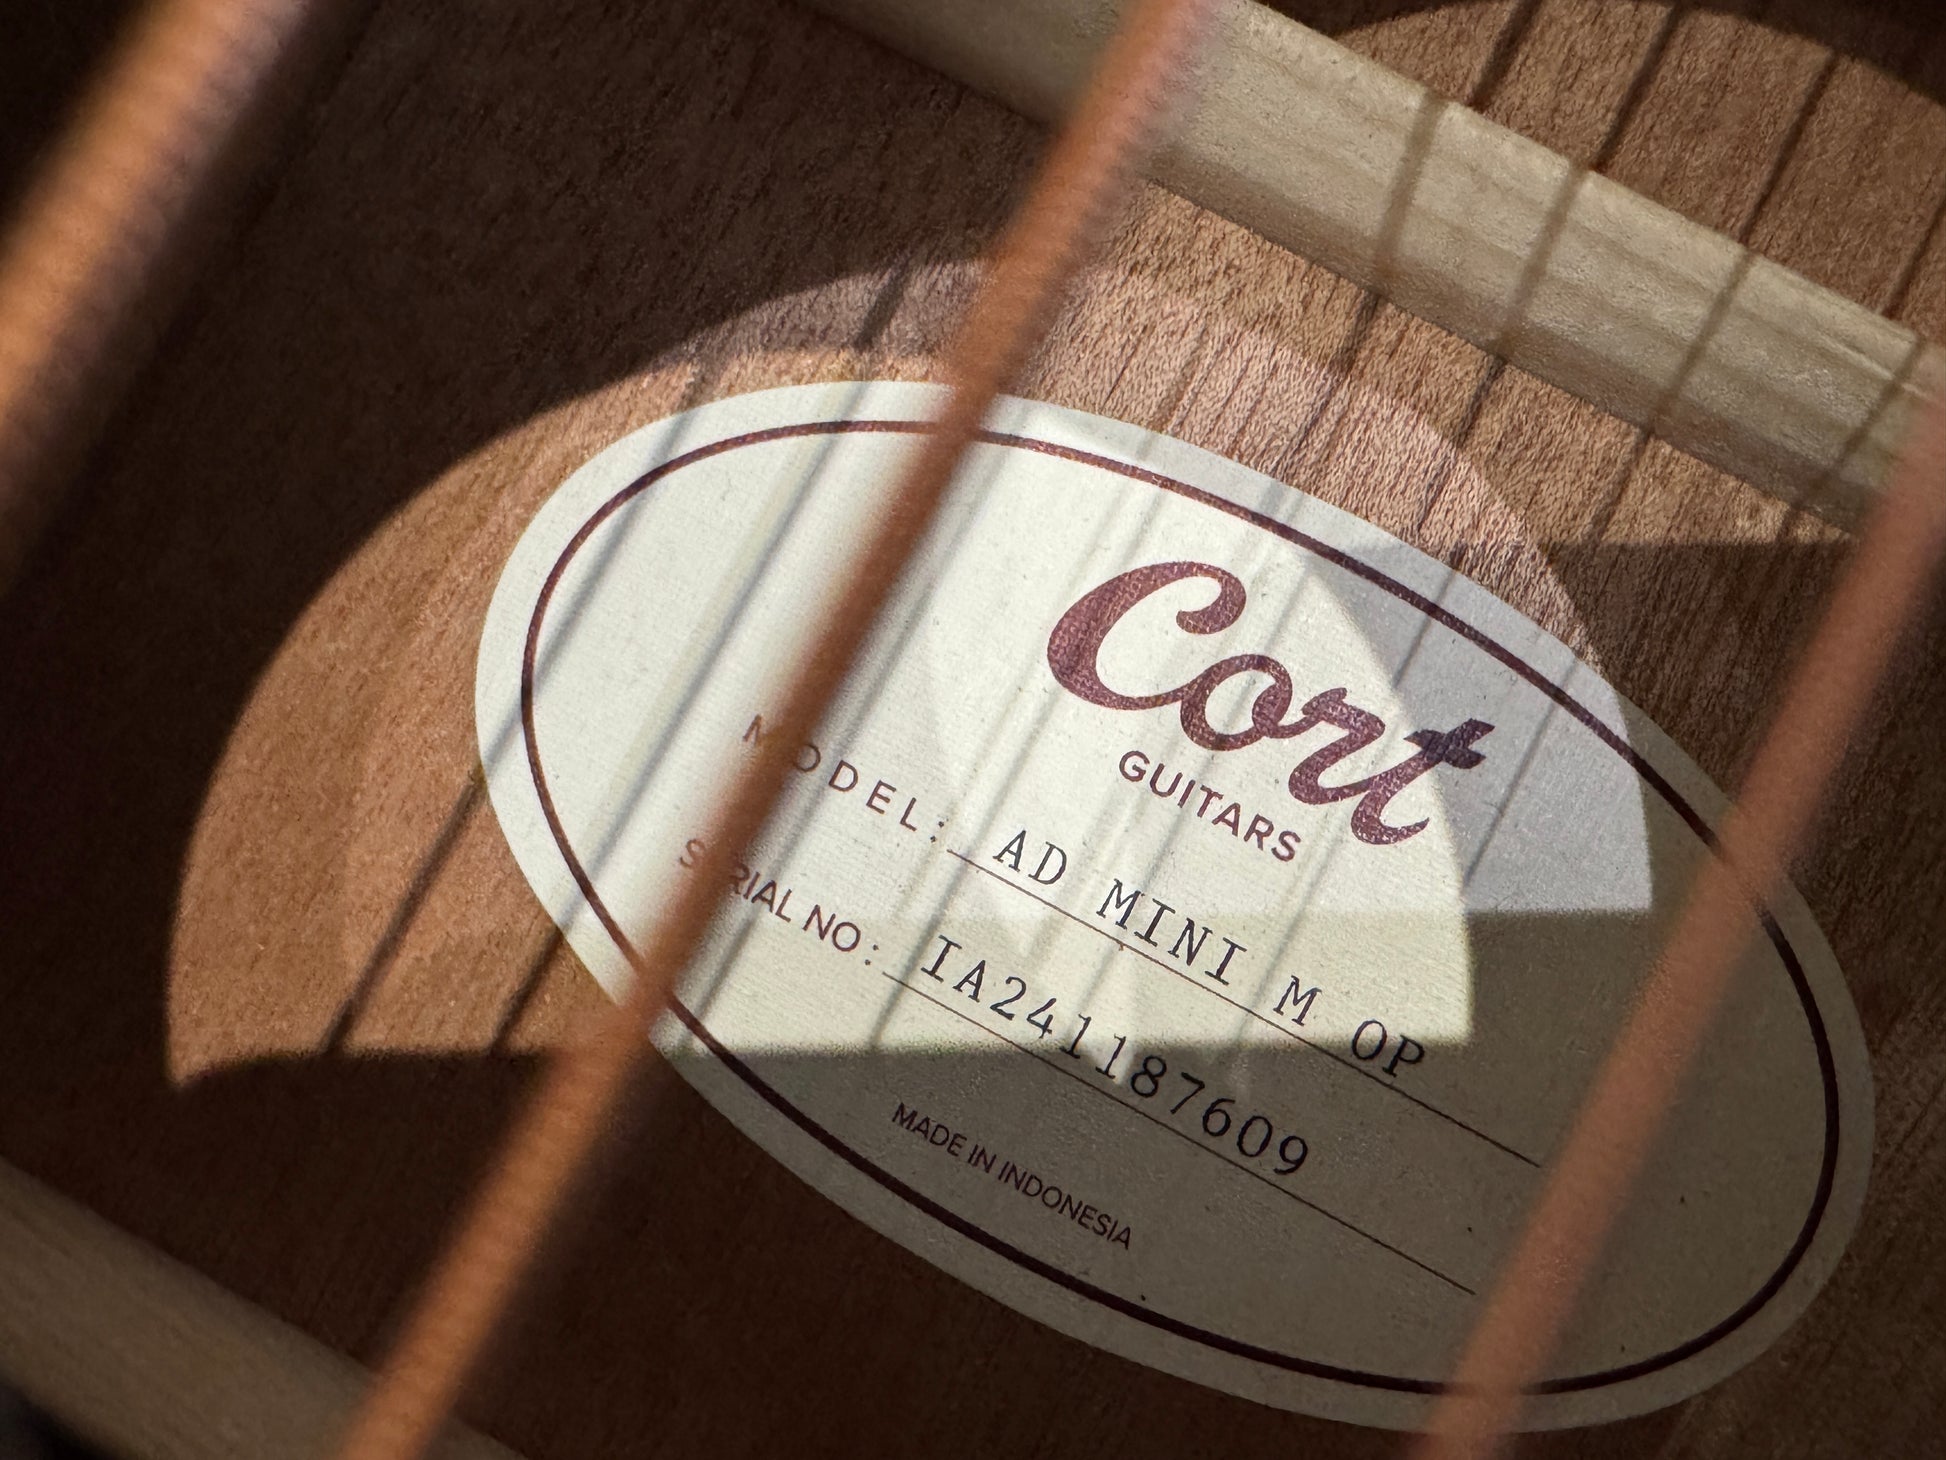 Cort
GUITARS
MODEL: AD MINI M OP
SERIAL NO: IA241187609
MADE IN INDONESIA